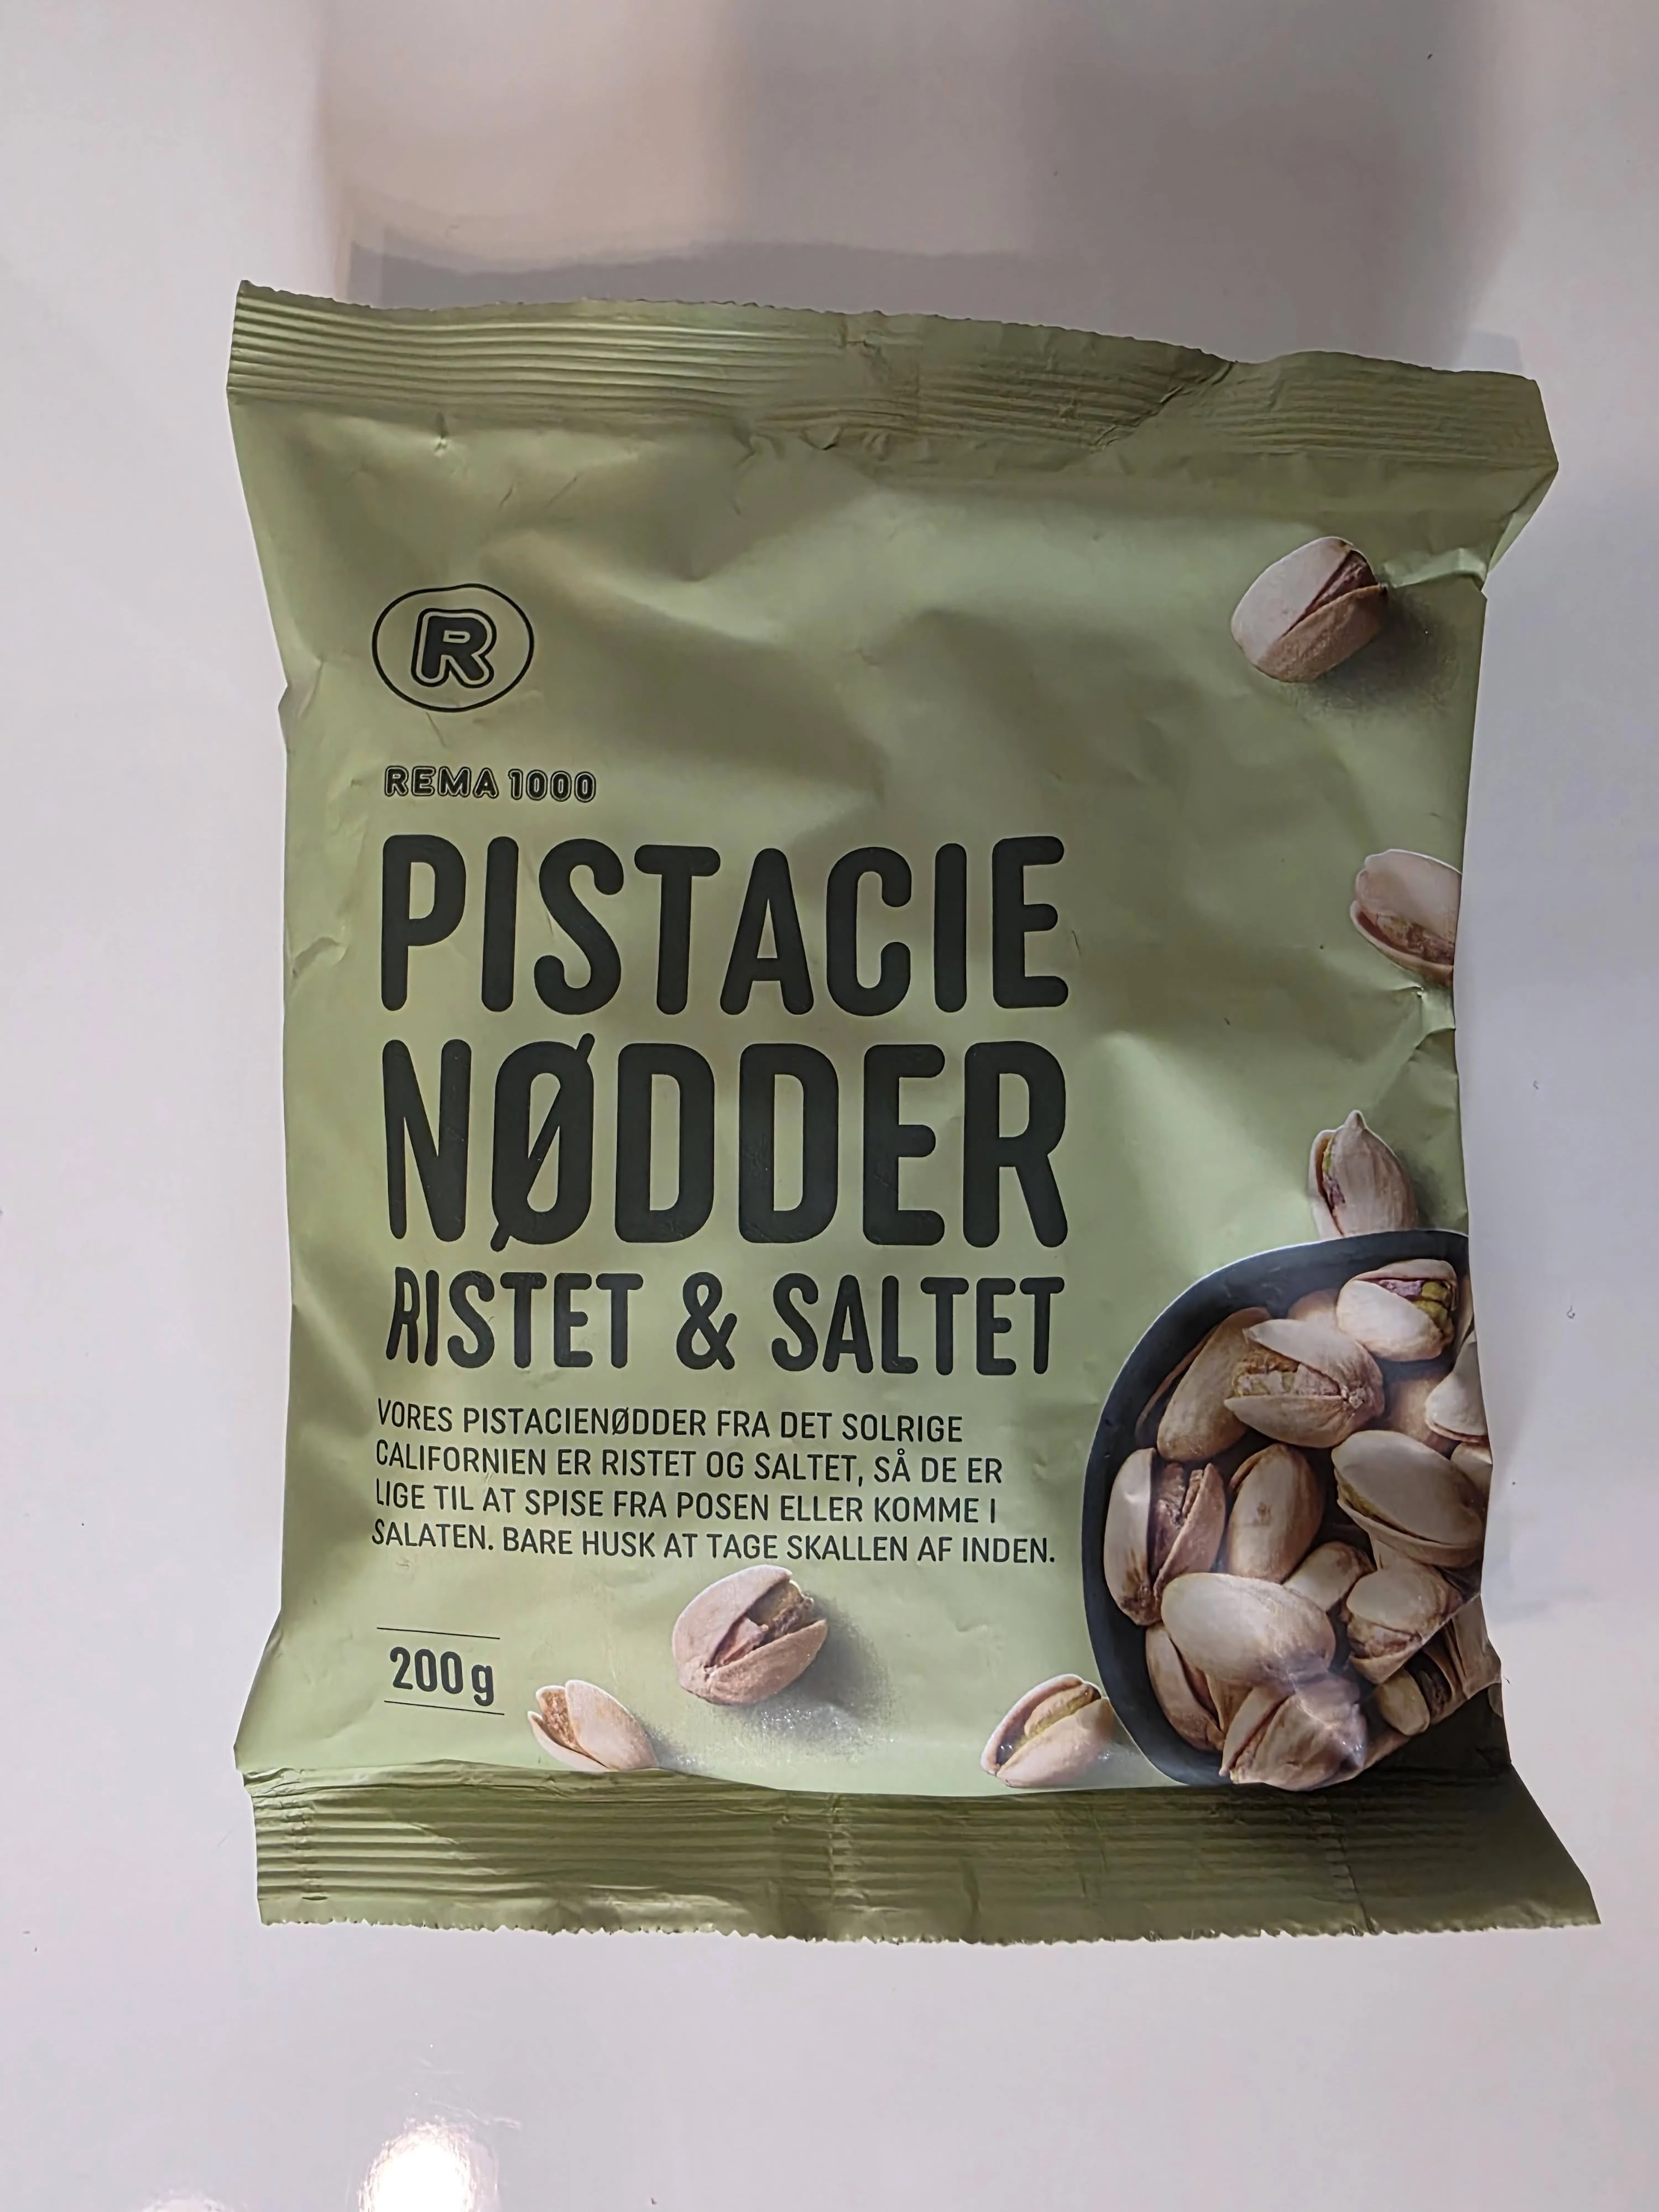 R
REMA 1000
PISTACIE
NØDDER
RISTET & SALTET
VORES PISTACIENØDDER FRA DET SOLRIGE
CALIFORNIEN ER RISTET OG SALTET, SÅ DE ER
LIGE TIL AT SPISE FRA POSEN ELLER KOMME I
SALATEN. BARE HUSK AT TAGE SKALLEN AF INDEN.
200 g